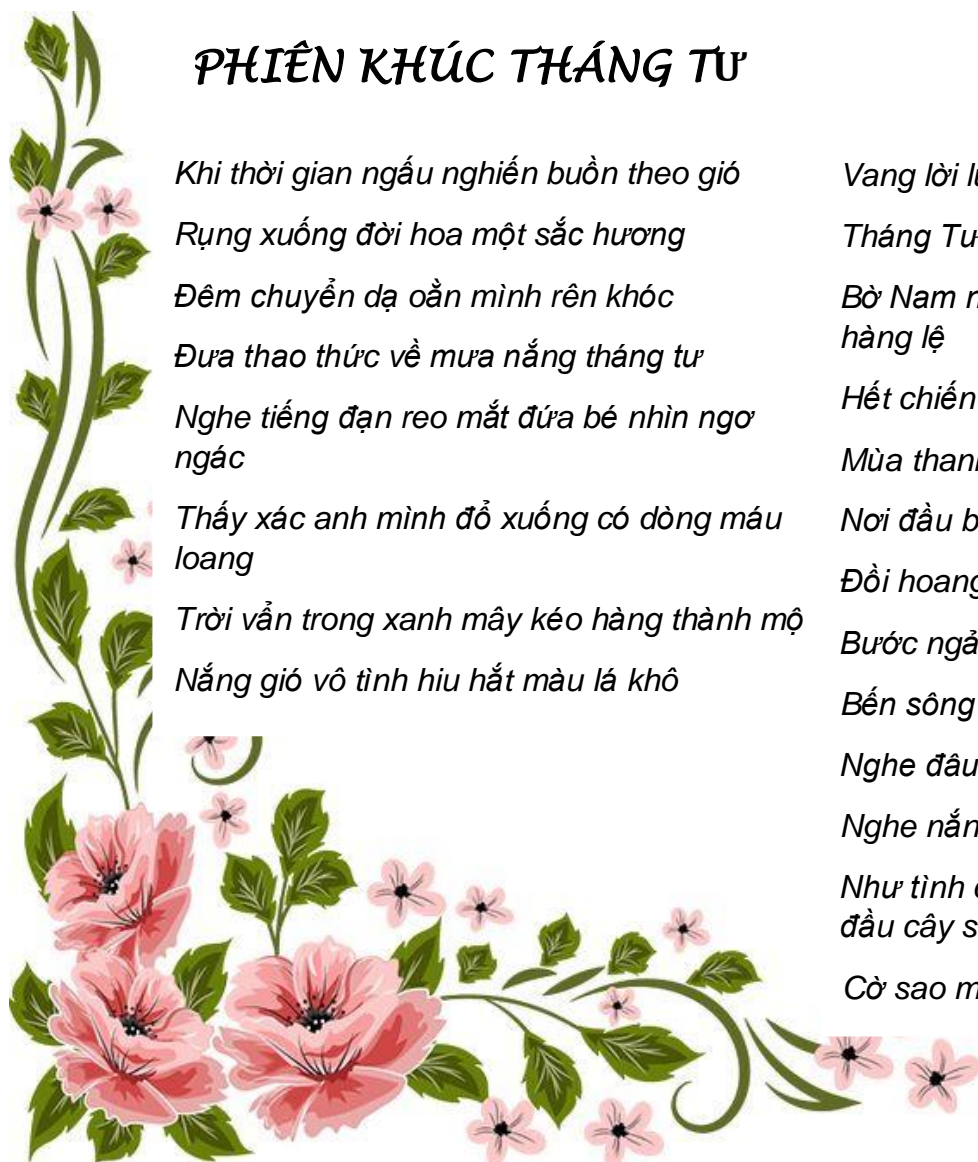 PHIÊN KHÚC THÁNG TƯ
Khi thời gian ngấu nghiến buồn theo gió
Rụng xuống đời hoa một sắc hương
Đêm chuyển dạ oằn mình rên khóc
Đưa thao thức về mưa nắng tháng tư
Nghe tiếng đạn reo mắt đứa bé nhìn ngơ
ngác
Thấy xác anh mình đổ xuống có dòng máu
loang
Trời vẩn trong xanh mây kéo hàng thành mộ
Nắng gió vô tình hiu hắt màu lá khô
Vang lời
Tháng Tư
Bờ Nam
hàng lệ
Hết chiến
Mùa
Nơi đầu
Đồi
Bước
Bến sông
Nghe đâu
Nghe
Như tình
đầu cây
Cờ sao